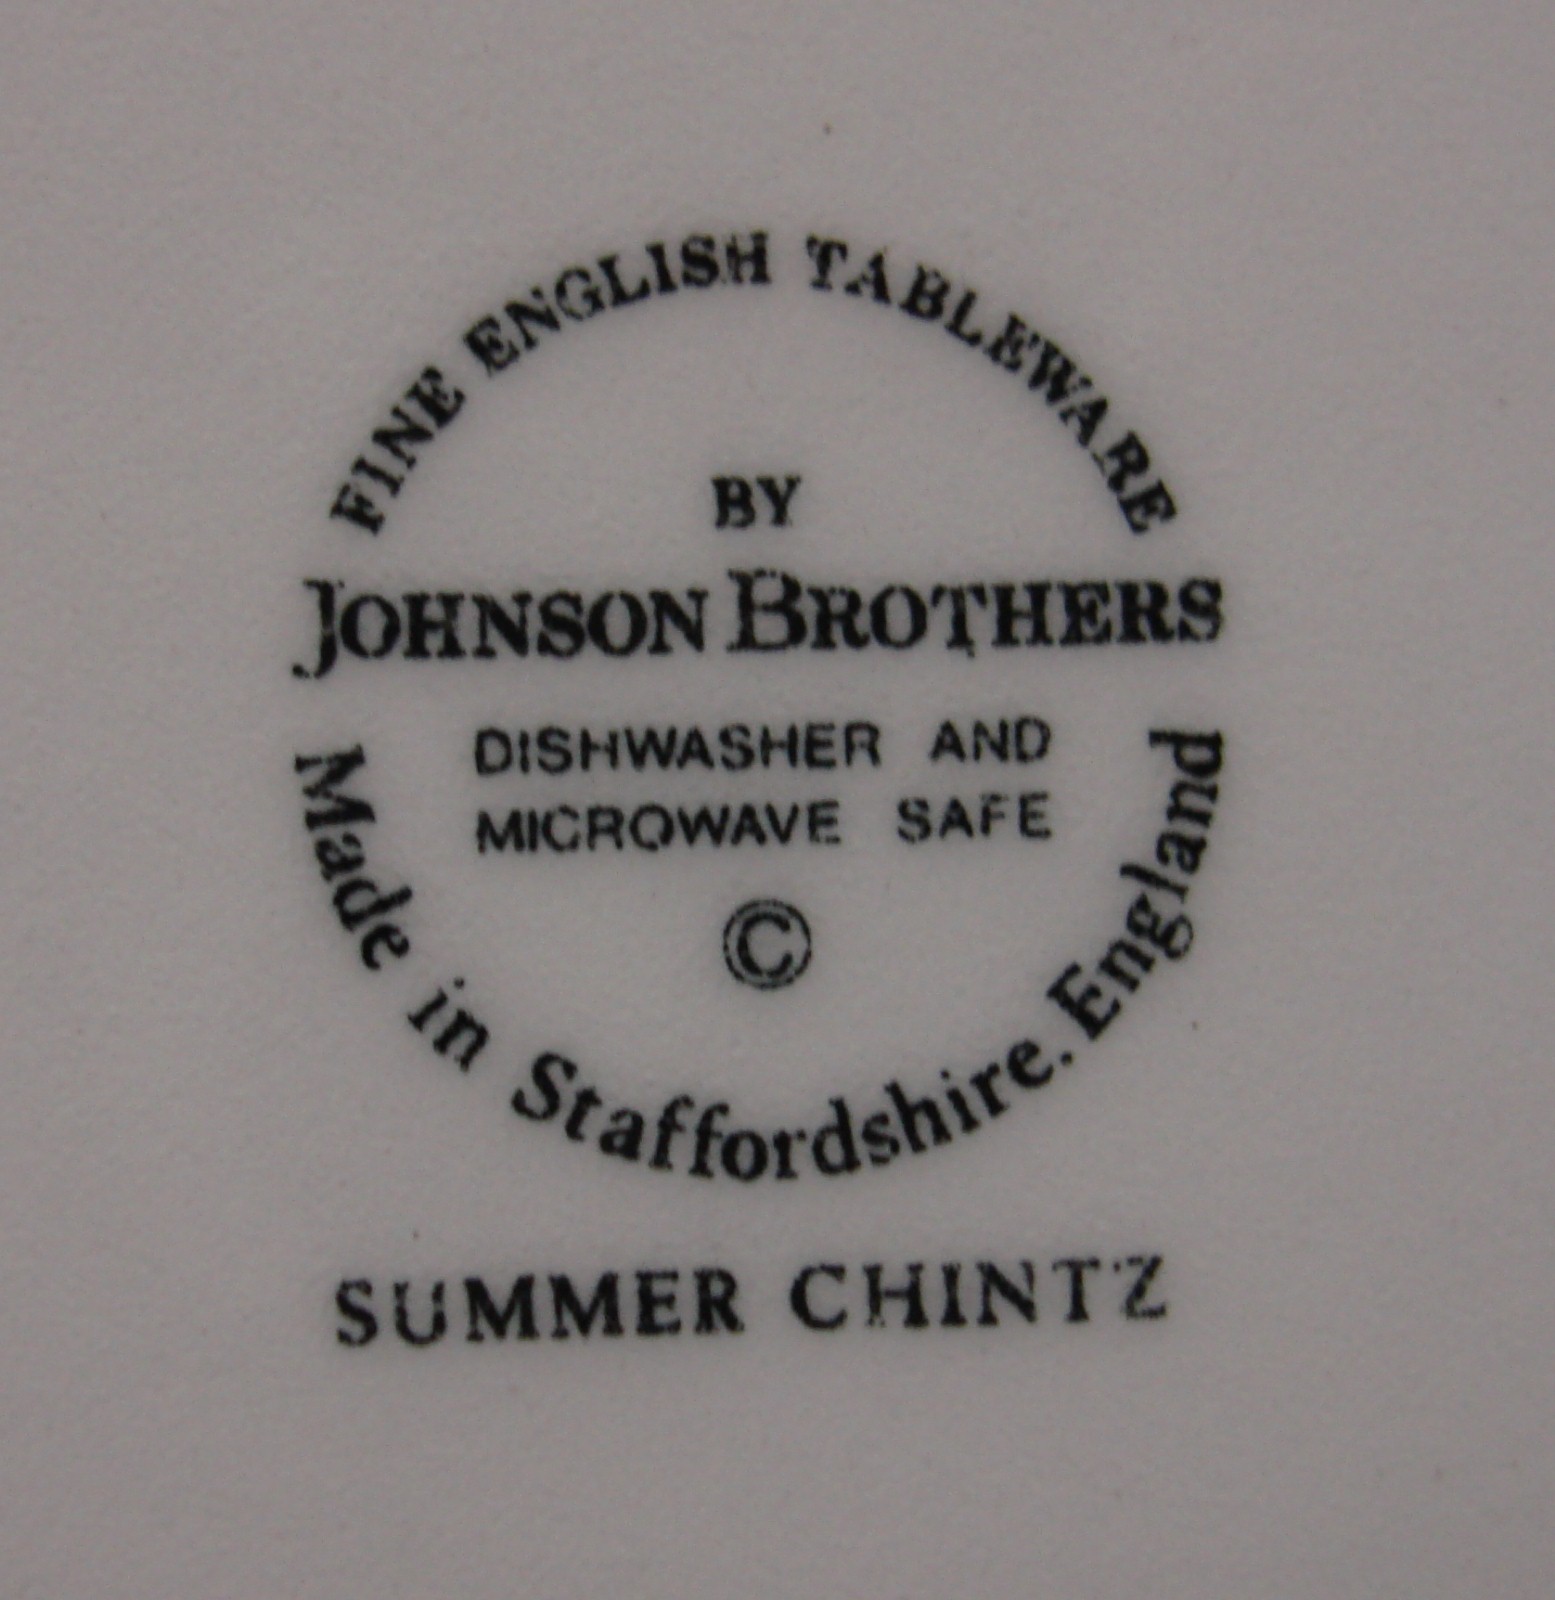 FINE ENGLISH TABLEWARE
BY
JOHNSON BROTHERS
DISHWASHER AND
MICROWAVE SAFE
©
Made in Staffordshire. England
SUMMER CHINTZ